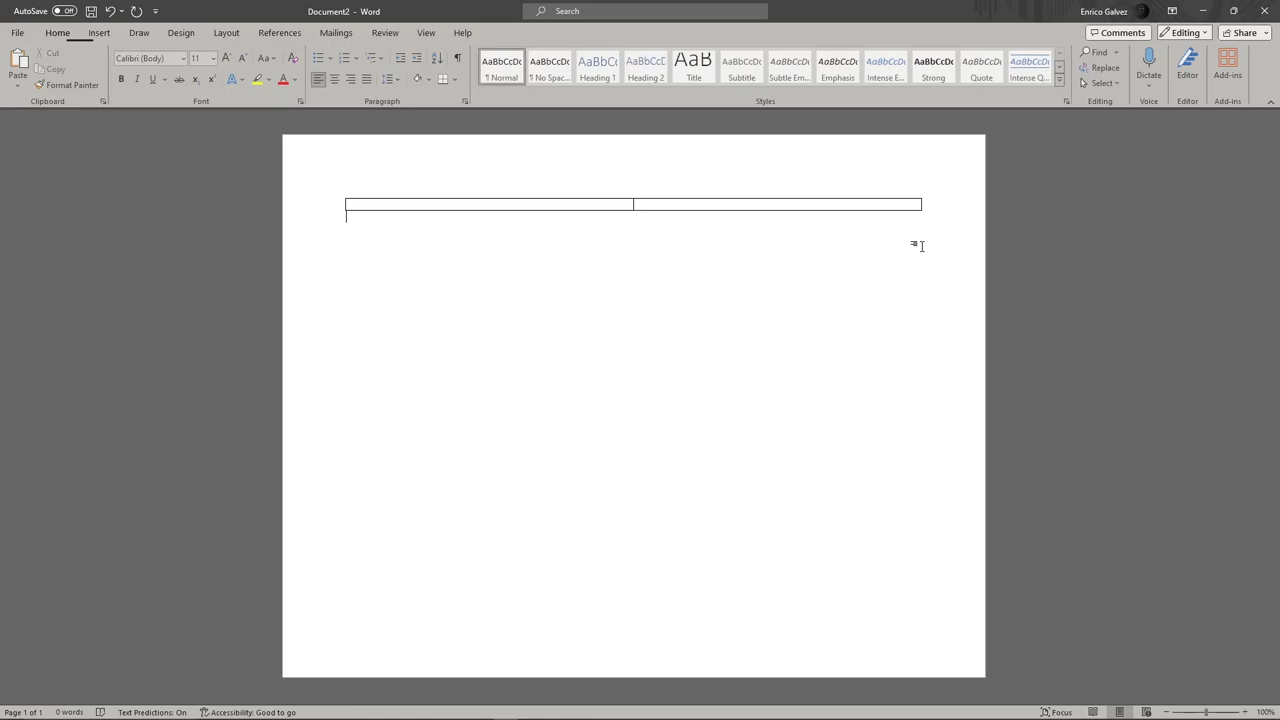 AutoSave Off
Document2 - Word
Search
Enrico Galvez
File Home Insert Draw Design Layout References Mailings Review View Help
Comments Editing Share
Paste
Cut
Copy
Format Painter
Clipboard
Calibri (Body) 11
Font
Paragraph
AaBbCcDc AaBbCcDc AaBbCcD AaBbCcD AaB AaBbCcD AaBbCcDc AaBbCcDc AaBbCcDc AaBbCcDc AaBbCcDc AaBbCcDc
¶ Normal ¶ No Spac... Heading 1 Heading 2 Title Subtitle Subtle Em... Emphasis Intense E... Strong Quote Intense Q...
Styles
Find
Replace
Select
Editing
Dictate
Voice
Editor
Editor
Add-ins
Add-ins
Page 1 of 1 0 words Text Predictions: On Accessibility: Good to go
Focus 100%